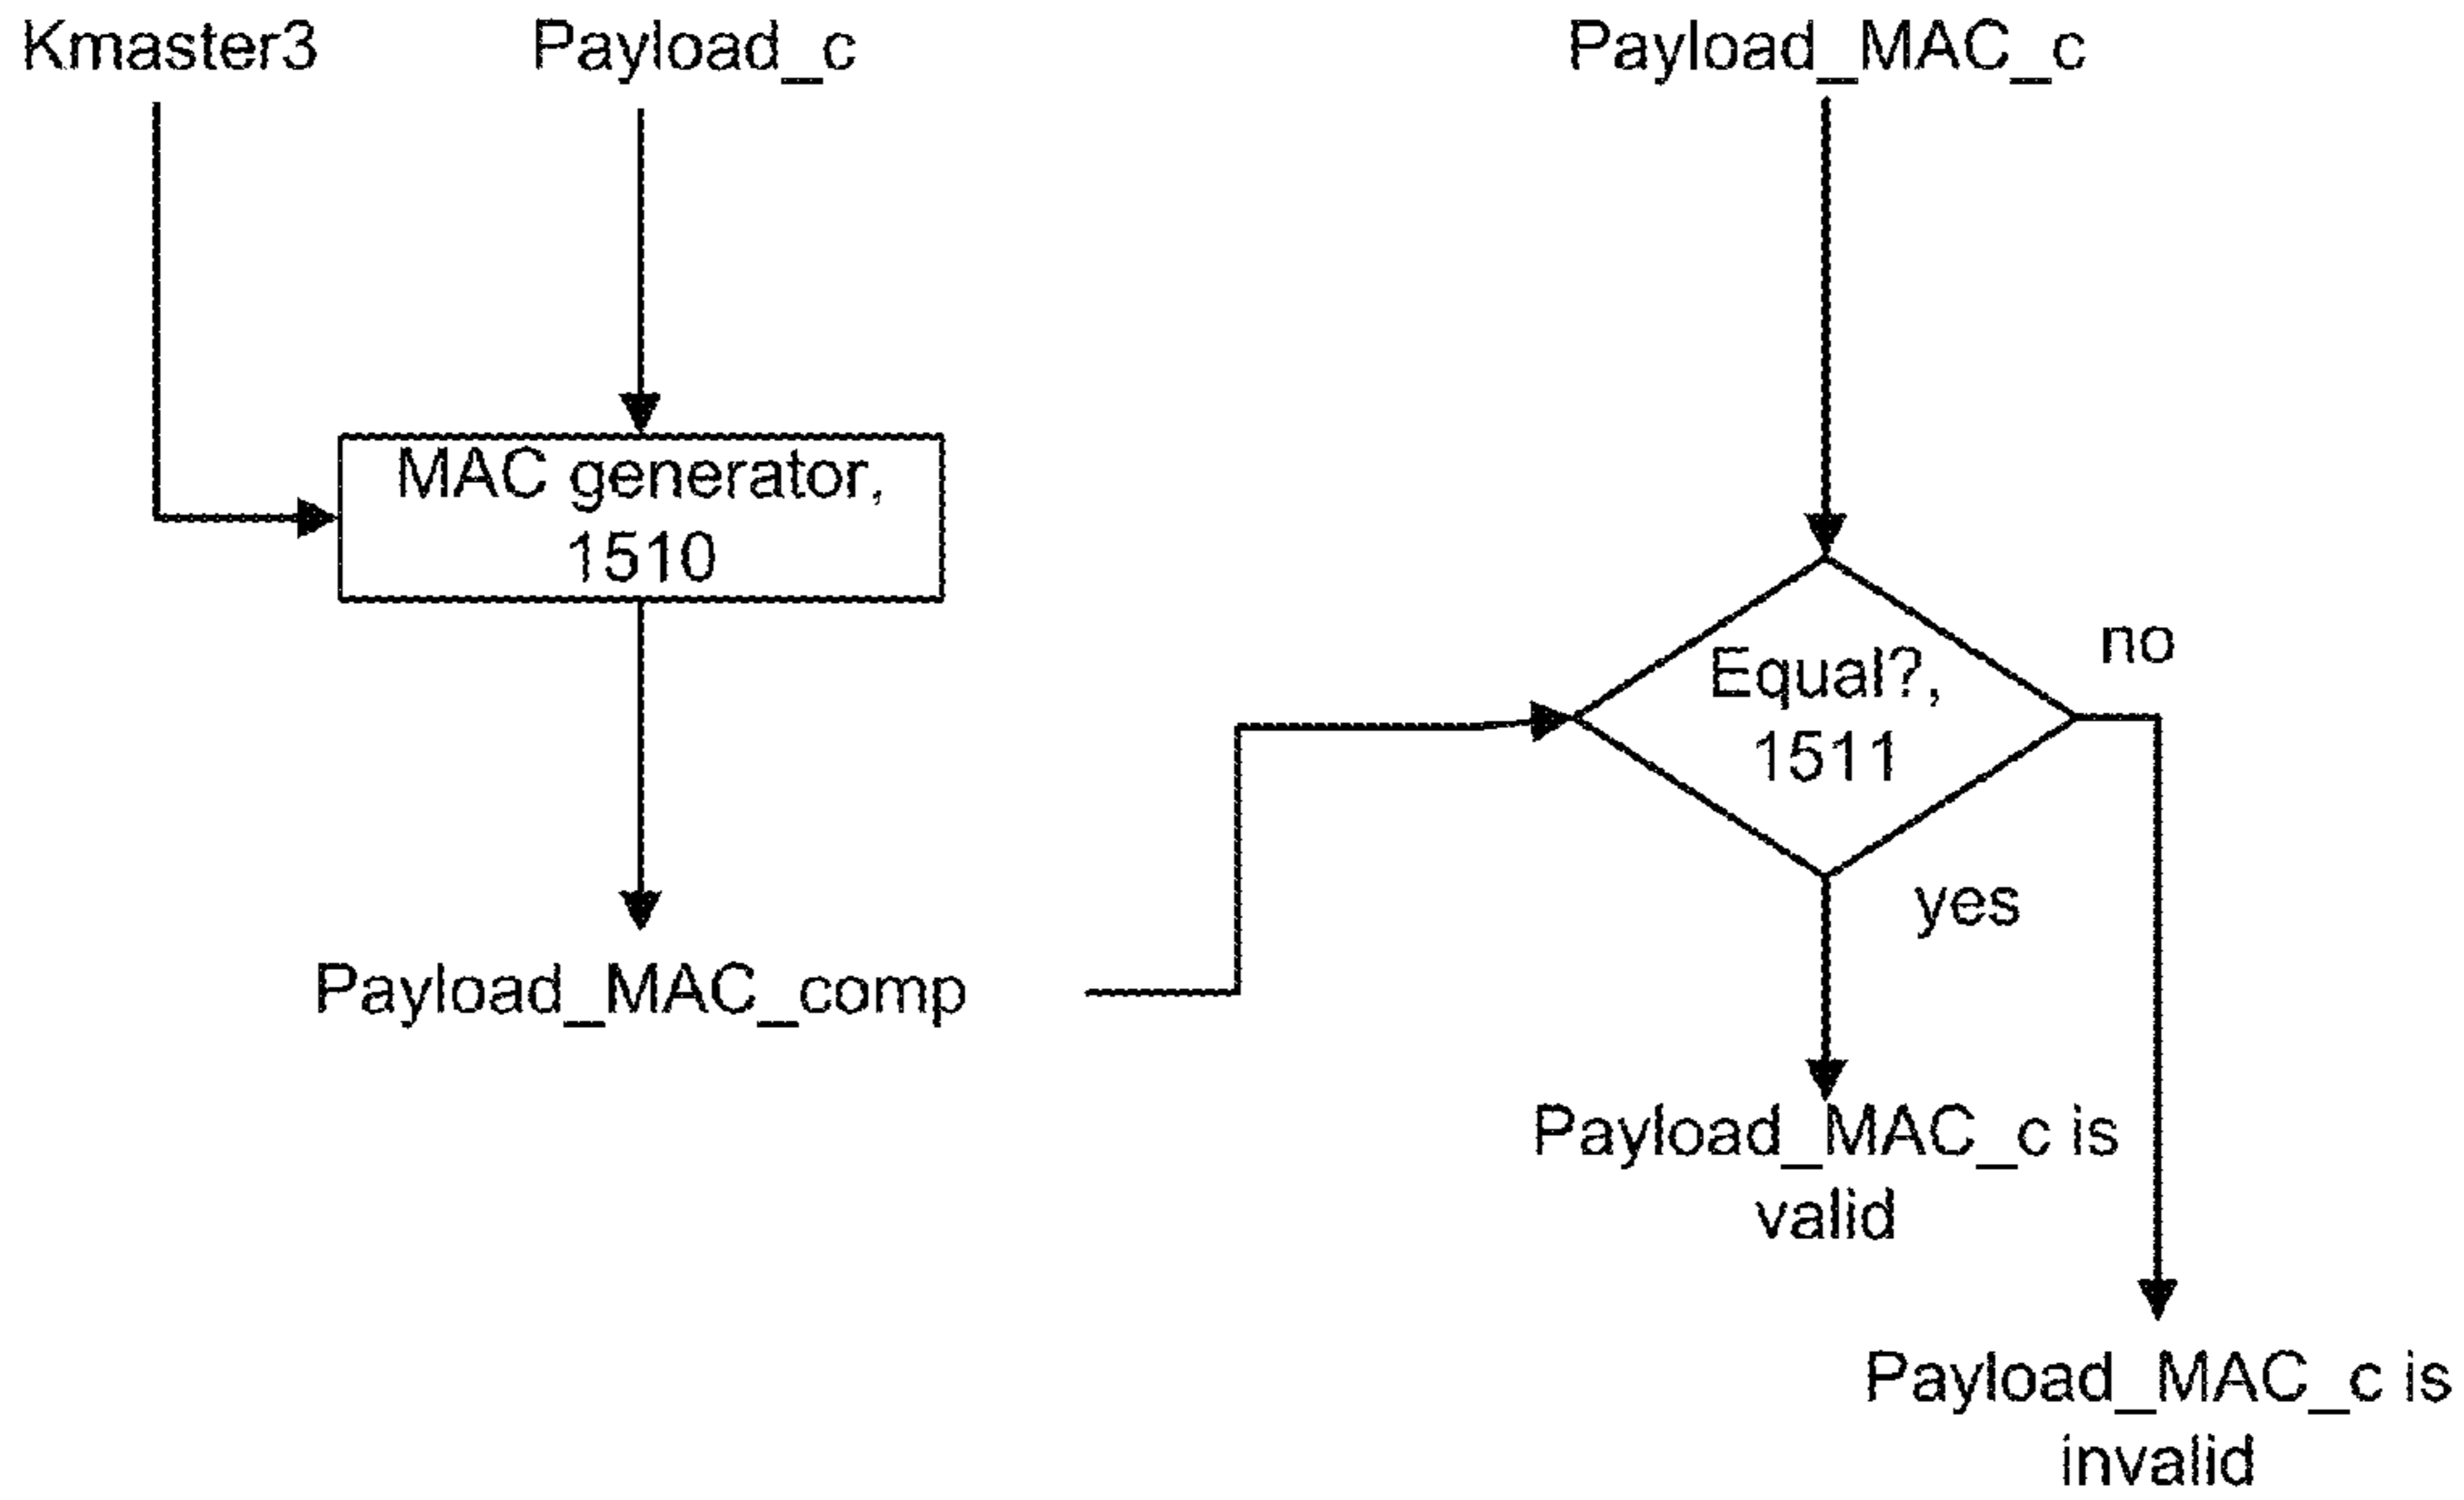 Kmaster3
Payload_c
Payload_MAC_c
MAC generator,
1510
Equal?,
1511
no
yes
Payload_MAC_comp
Payload_MAC_c is
valid
Payload_MAC_c is
invalid